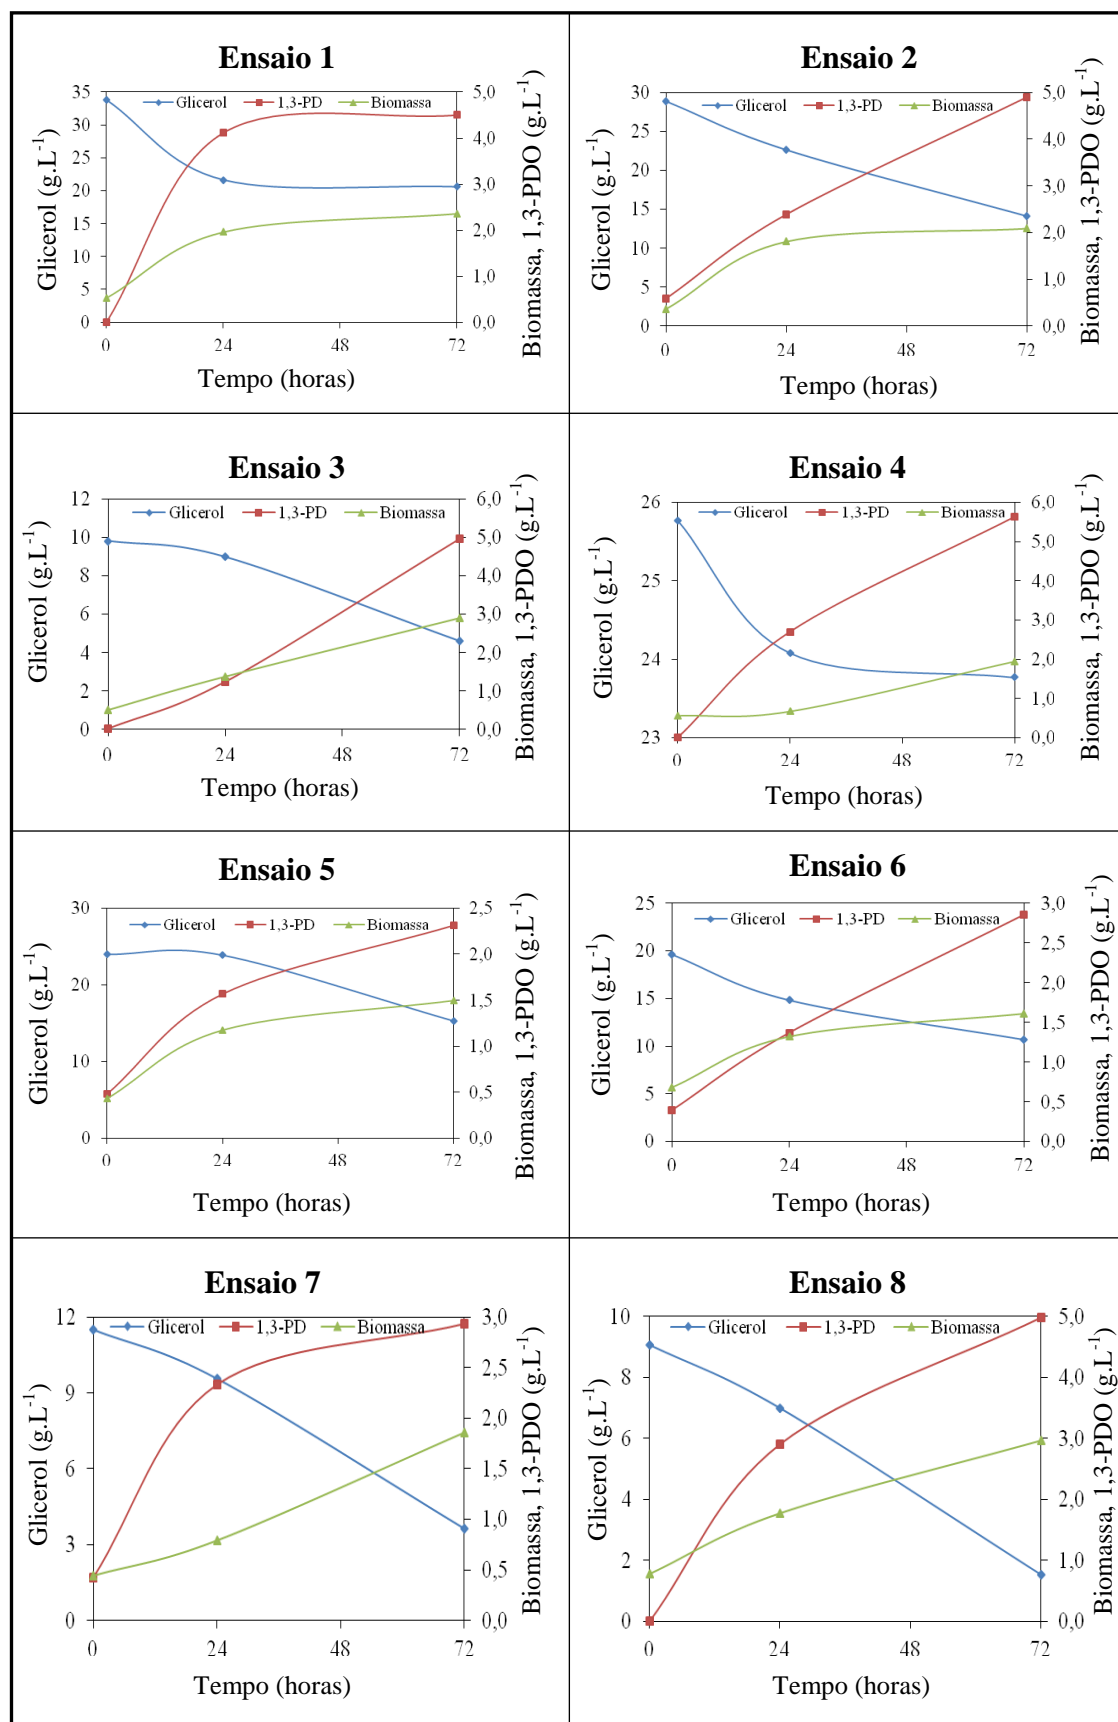 Ensaio 1
Glicerol 1,3-PD Biomassa
35
30
25
20
15
10
5
0
5,0
4,0
3,0
2,0
1,0
0,0
0 24 48 72
Glicerol (g.L-1)
Biomassa, 1,3-PDO (g.L-1)
Tempo (horas)
Ensaio 2
Glicerol 1,3-PD Biomassa
30
25
20
15
10
5
0
5,0
4,0
3,0
2,0
1,0
0,0
0 24 48 72
Glicerol (g.L-1)
Biomassa, 1,3-PDO (g.L-1)
Tempo (horas)
Ensaio 3
Glicerol 1,3-PD Biomassa
12
10
8
6
4
2
0
6,0
5,0
4,0
3,0
2,0
1,0
0,0
0 24 48 72
Glicerol (g.L-1)
Biomassa, 1,3-PDO (g.L-1)
Tempo (horas)
Ensaio 4
Glicerol 1,3-PD Biomassa
26
25
24
23
6,0
5,0
4,0
3,0
2,0
1,0
0,0
0 24 48 72
Glicerol (g.L-1)
Biomassa, 1,3-PDO (g.L-1)
Tempo (horas)
Ensaio 5
Glicerol 1,3-PD Biomassa
30
20
10
0
2,5
2,0
1,5
1,0
0,5
0,0
0 24 48 72
Glicerol (g.L-1)
Biomassa, 1,3-PDO (g.L-1)
Tempo (horas)
Ensaio 6
Glicerol 1,3-PD Biomassa
25
20
15
10
5
0
3,0
2,5
2,0
1,5
1,0
0,5
0,0
0 24 48 72
Glicerol (g.L-1)
Biomassa, 1,3-PDO (g.L-1)
Tempo (horas)
Ensaio 7
Glicerol 1,3-PD Biomassa
12
9
6
3
0
3,0
2,5
2,0
1,5
1,0
0,5
0,0
0 24 48 72
Glicerol (g.L-1)
Biomassa, 1,3-PDO (g.L-1)
Tempo (horas)
Ensaio 8
Glicerol 1,3-PD Biomassa
10
8
6
4
2
0
5,0
4,0
3,0
2,0
1,0
0,0
0 24 48 72
Glicerol (g.L-1)
Biomassa, 1,3-PDO (g.L-1)
Tempo (horas)